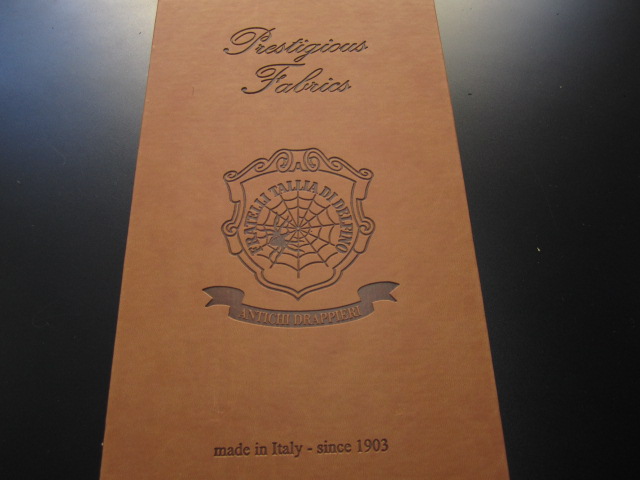 Prestigious
Fabrics
FRATELLI TALLIA DI DELFINO
ANTICHI DRAPPIERI
made in Italy - since 1903